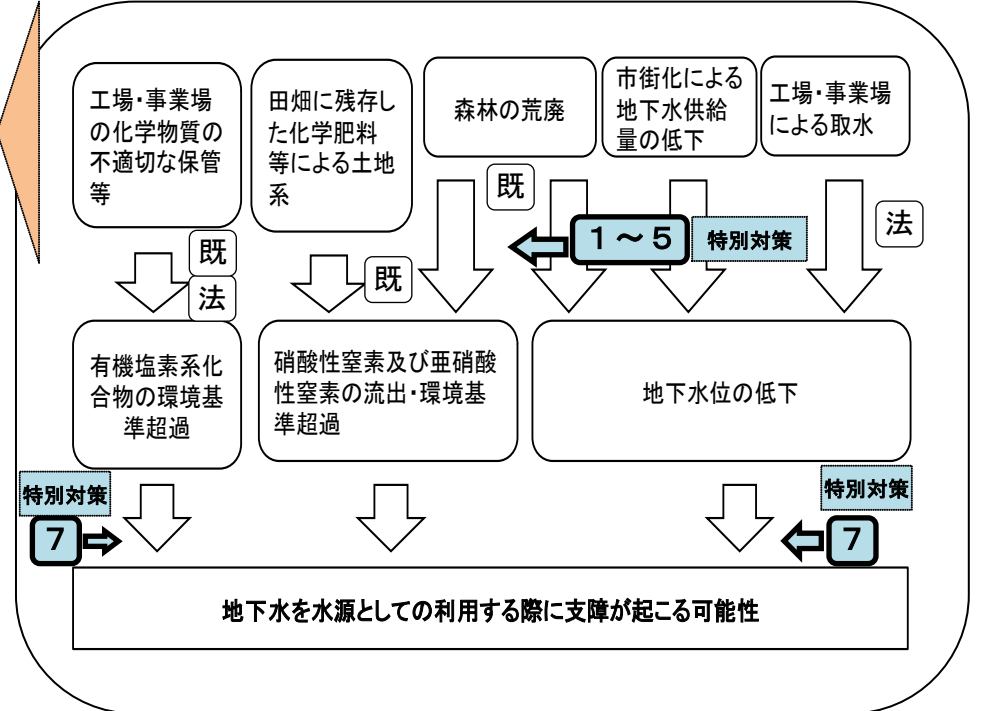 工場・事業場
の化学物質の
不適切な保管
等
田畑に残存し
た化学肥料
等による土地
系
森林の荒廃
市街化による
地下水供給
量の低下
工場・事業場
による取水
既
法
既
既
1～5
特別対策
法
有機塩素系化
合物の環境基
準超過
硝酸性窒素及び亜硝酸
性窒素の流出・環境基
準超過
地下水位の低下
特別対策
7
特別対策
7
地下水を水源としての利用する際に支障が起こる可能性